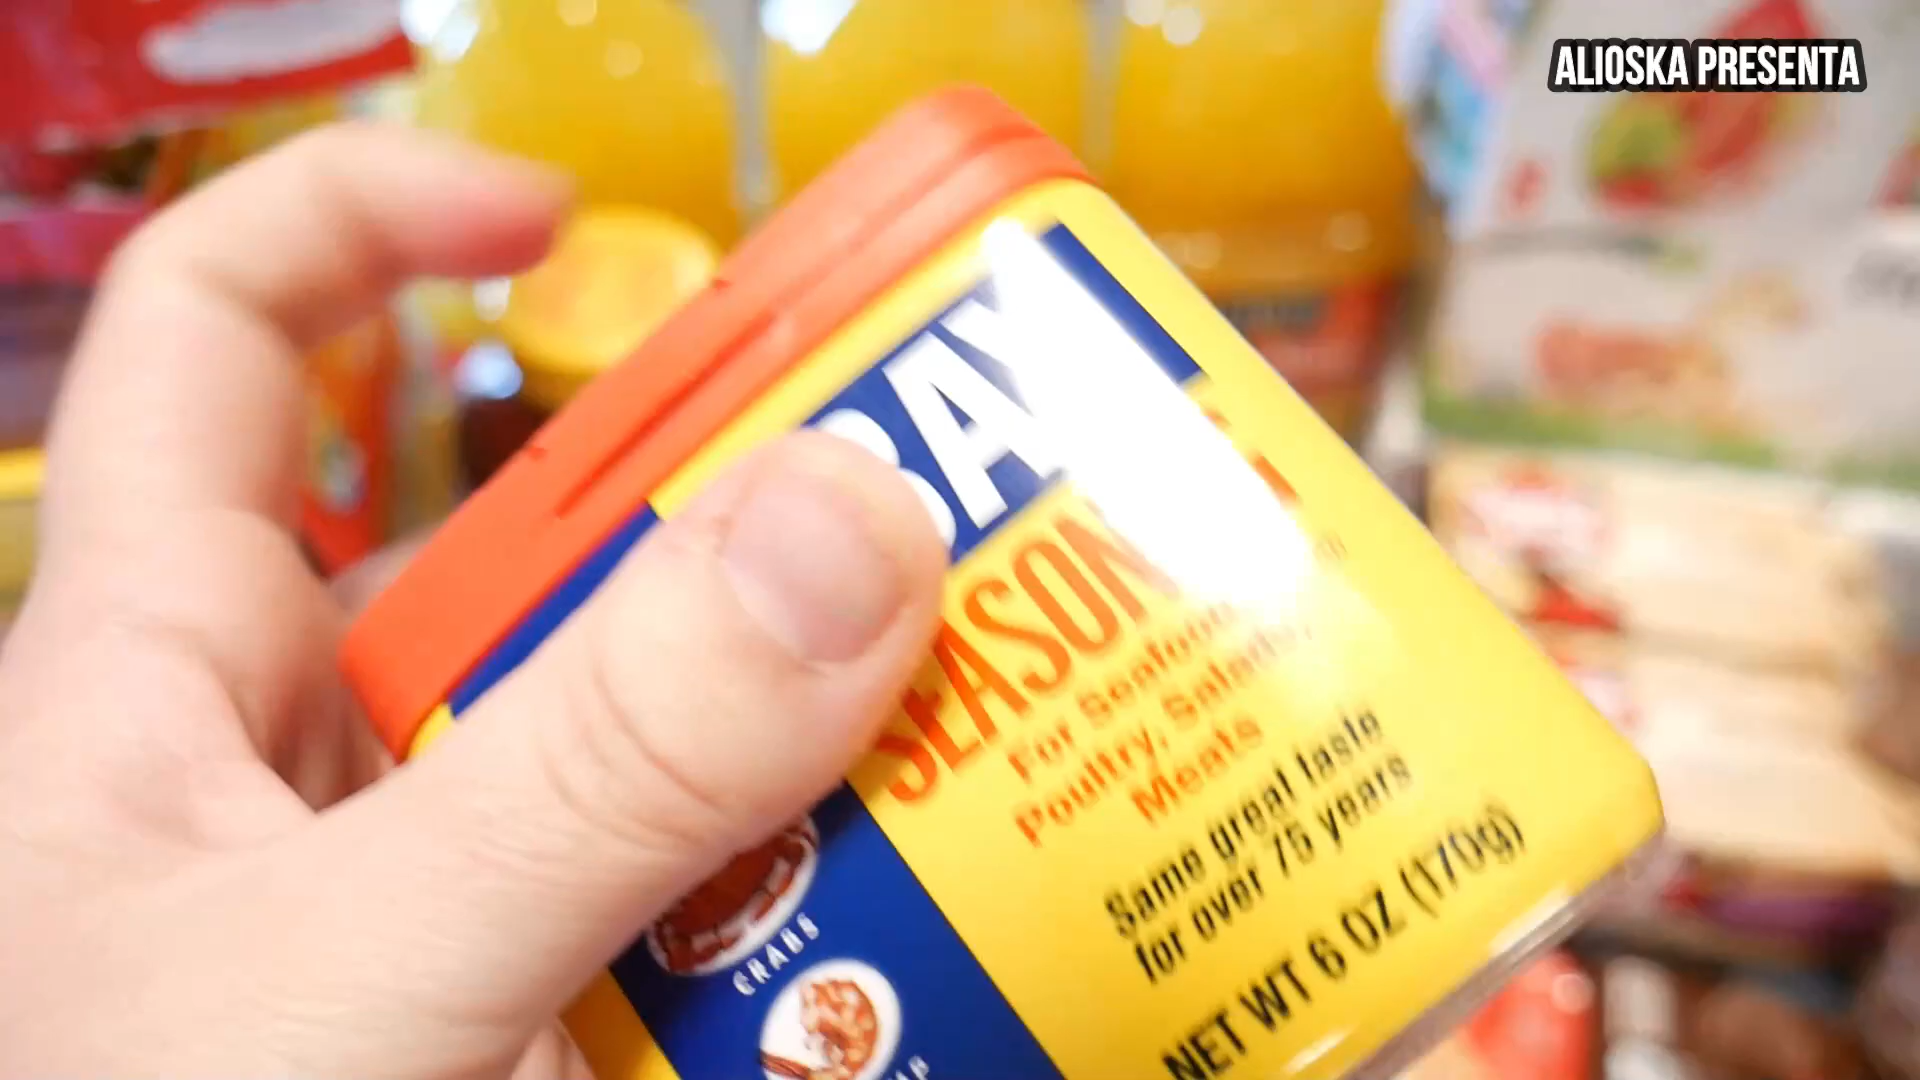 ALIOSKA PRESENTA
BAY
SEASON
For Seafood
Poultry, Salads,
Meats
Same great taste
for over 75 years
NET WT 6 OZ (170g)
CRABS